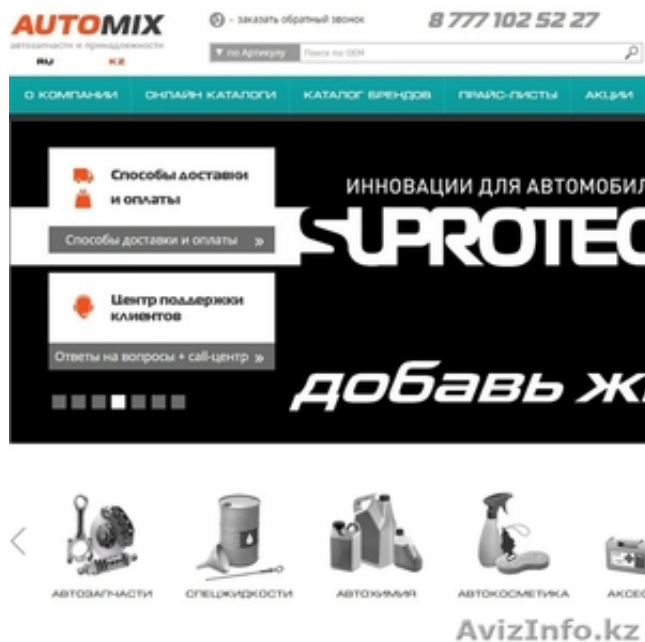 AUTOMIX
автозапчасти и принадлежности
RU KZ
- заказать обратный звонок
8 777 102 52 27
▼ по Артикулу Поиск по OEM
О КОМПАНИИ ОНЛАЙН КАТАЛОГИ КАТАЛОГ БРЕНДОВ ПРАЙС-ЛИСТЫ АКЦИИ
Способы доставки
и оплаты
Способы доставки и оплаты »
Центр поддержки
клиентов
Ответы на вопросы + call-центр »
ИННОВАЦИИ ДЛЯ АВТОМОБИЛ
SUPROTEC
добавь жи
АВТОЗАПЧАСТИ СПЕЦЖИДКОСТИ АВТОХИМИЯ АВТОКОСМЕТИКА АКСЕС
AvizInfo.kz